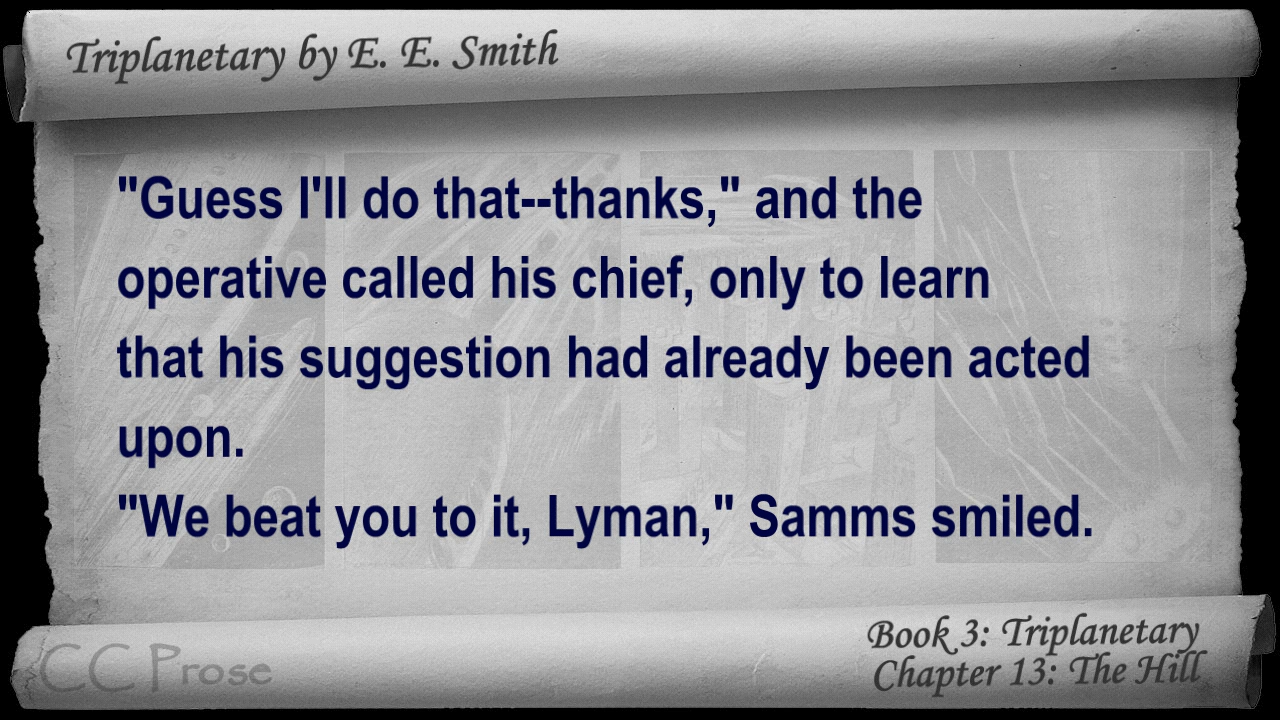 Triplanetary by E. E. Smith
"Guess I'll do that--thanks," and the
operative called his chief, only to learn
that his suggestion had already been acted
upon.
"We beat you to it, Lyman," Samms smiled.
Book 3: Triplanetary
Chapter 13: The Hill
CC Prose